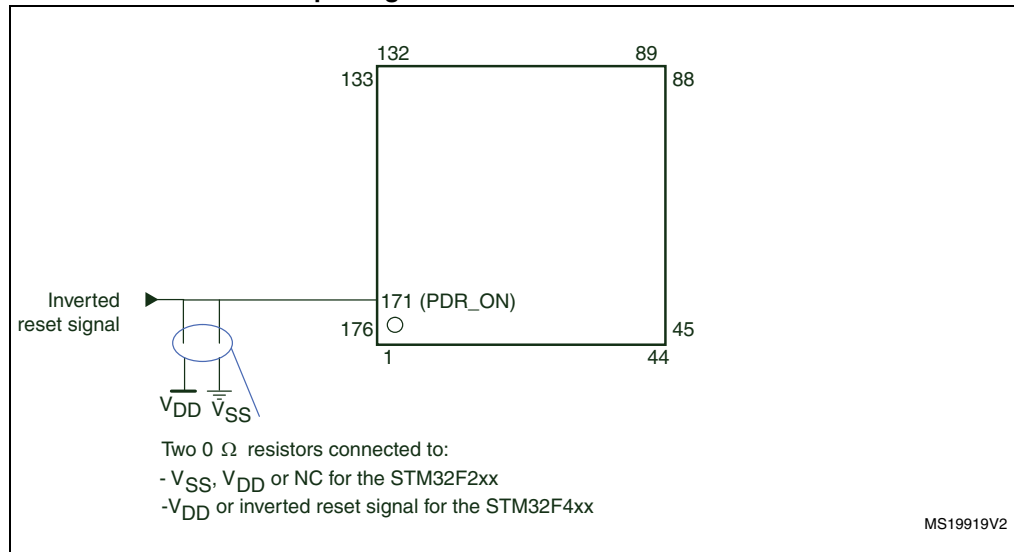 132
89
133
88
Inverted
reset signal
171 (PDR_ON)
176
45
1
44
VDD VSS
Two 0 Ω resistors connected to:
- VSS, VDD or NC for the STM32F2xx
-VDD or inverted reset signal for the STM32F4xx
MS19919V2